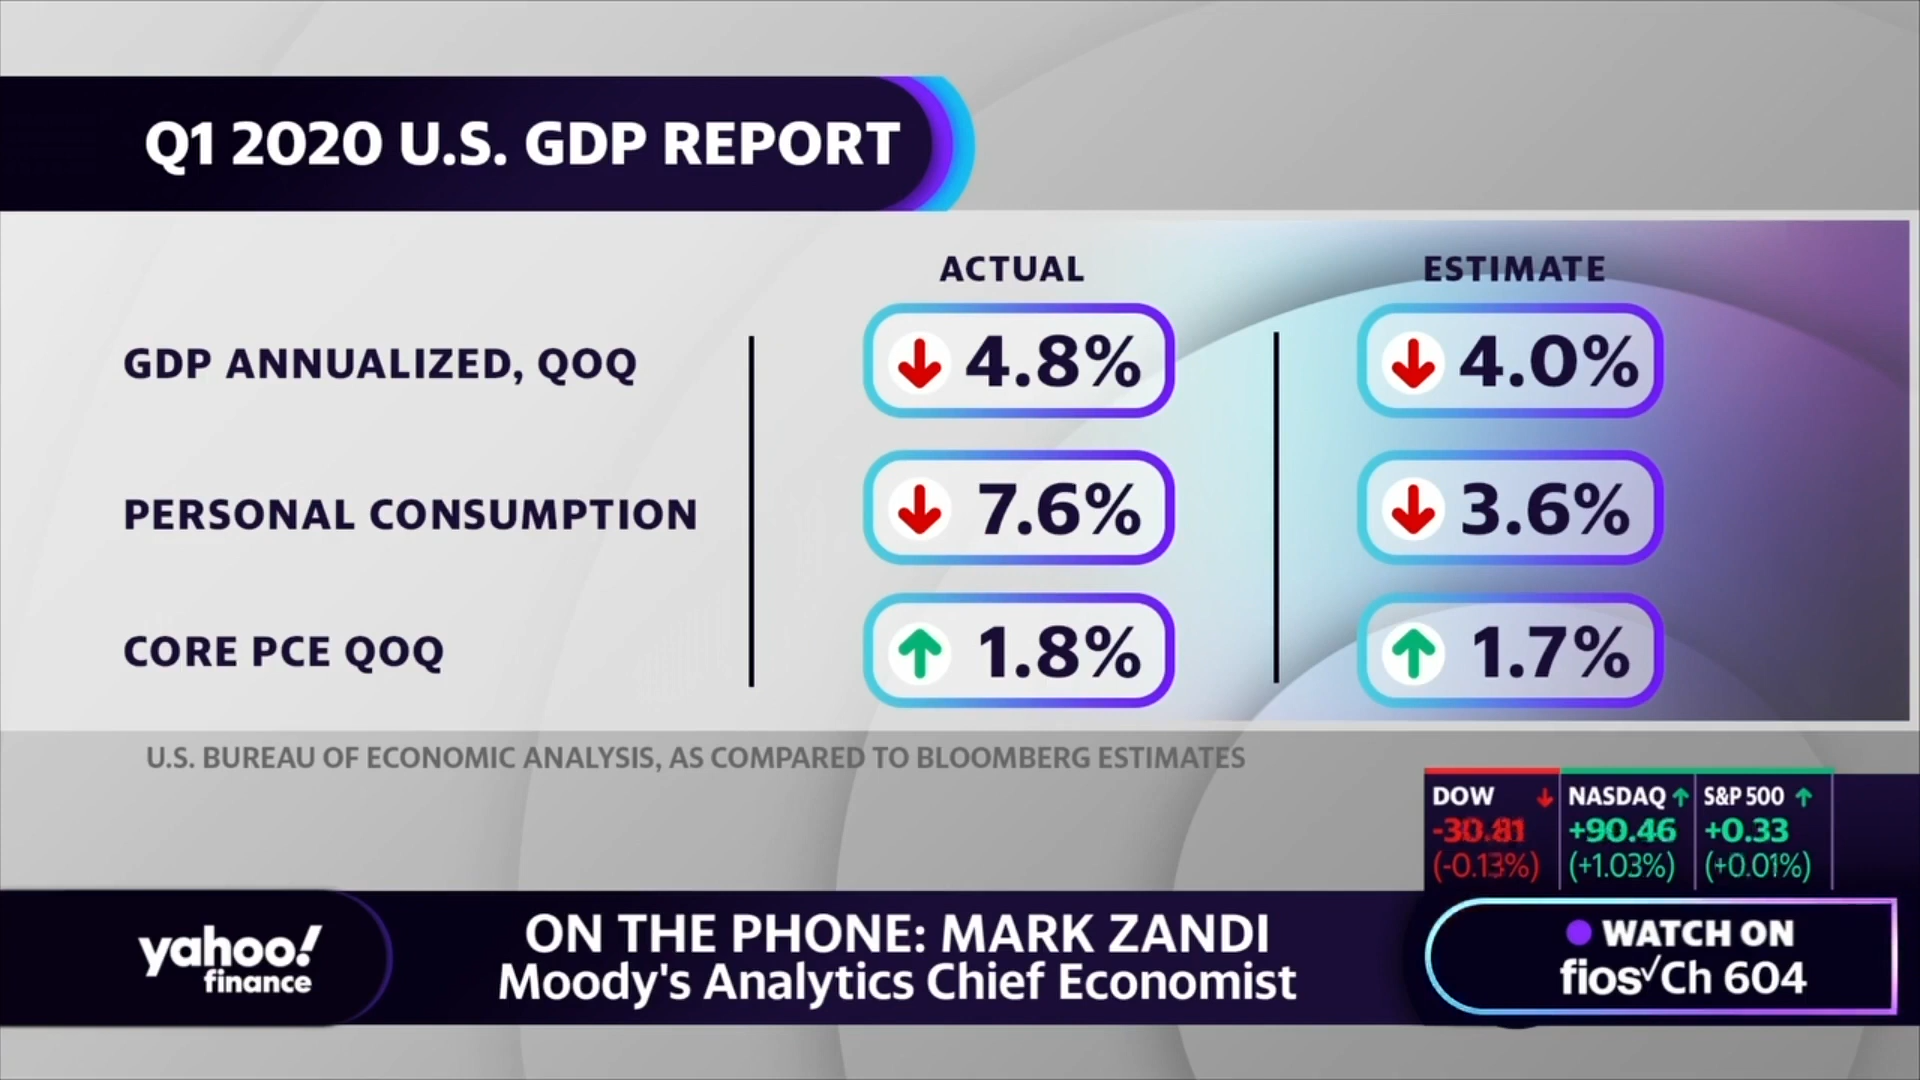 Q1 2020 U.S. GDP REPORT
ACTUAL ESTIMATE
GDP ANNUALIZED, QOQ 4.8% 4.0%
PERSONAL CONSUMPTION 7.6% 3.6%
CORE PCE QOQ 1.8% 1.7%
U.S. BUREAU OF ECONOMIC ANALYSIS, AS COMPARED TO BLOOMBERG ESTIMATES
DOW NASDAQ S&P 500
-30.81 +90.46 +0.33
(-0.13%) (+1.03%) (+0.01%)
yahoo!
finance
ON THE PHONE: MARK ZANDI
Moody's Analytics Chief Economist
WATCH ON
fios✓ Ch 604